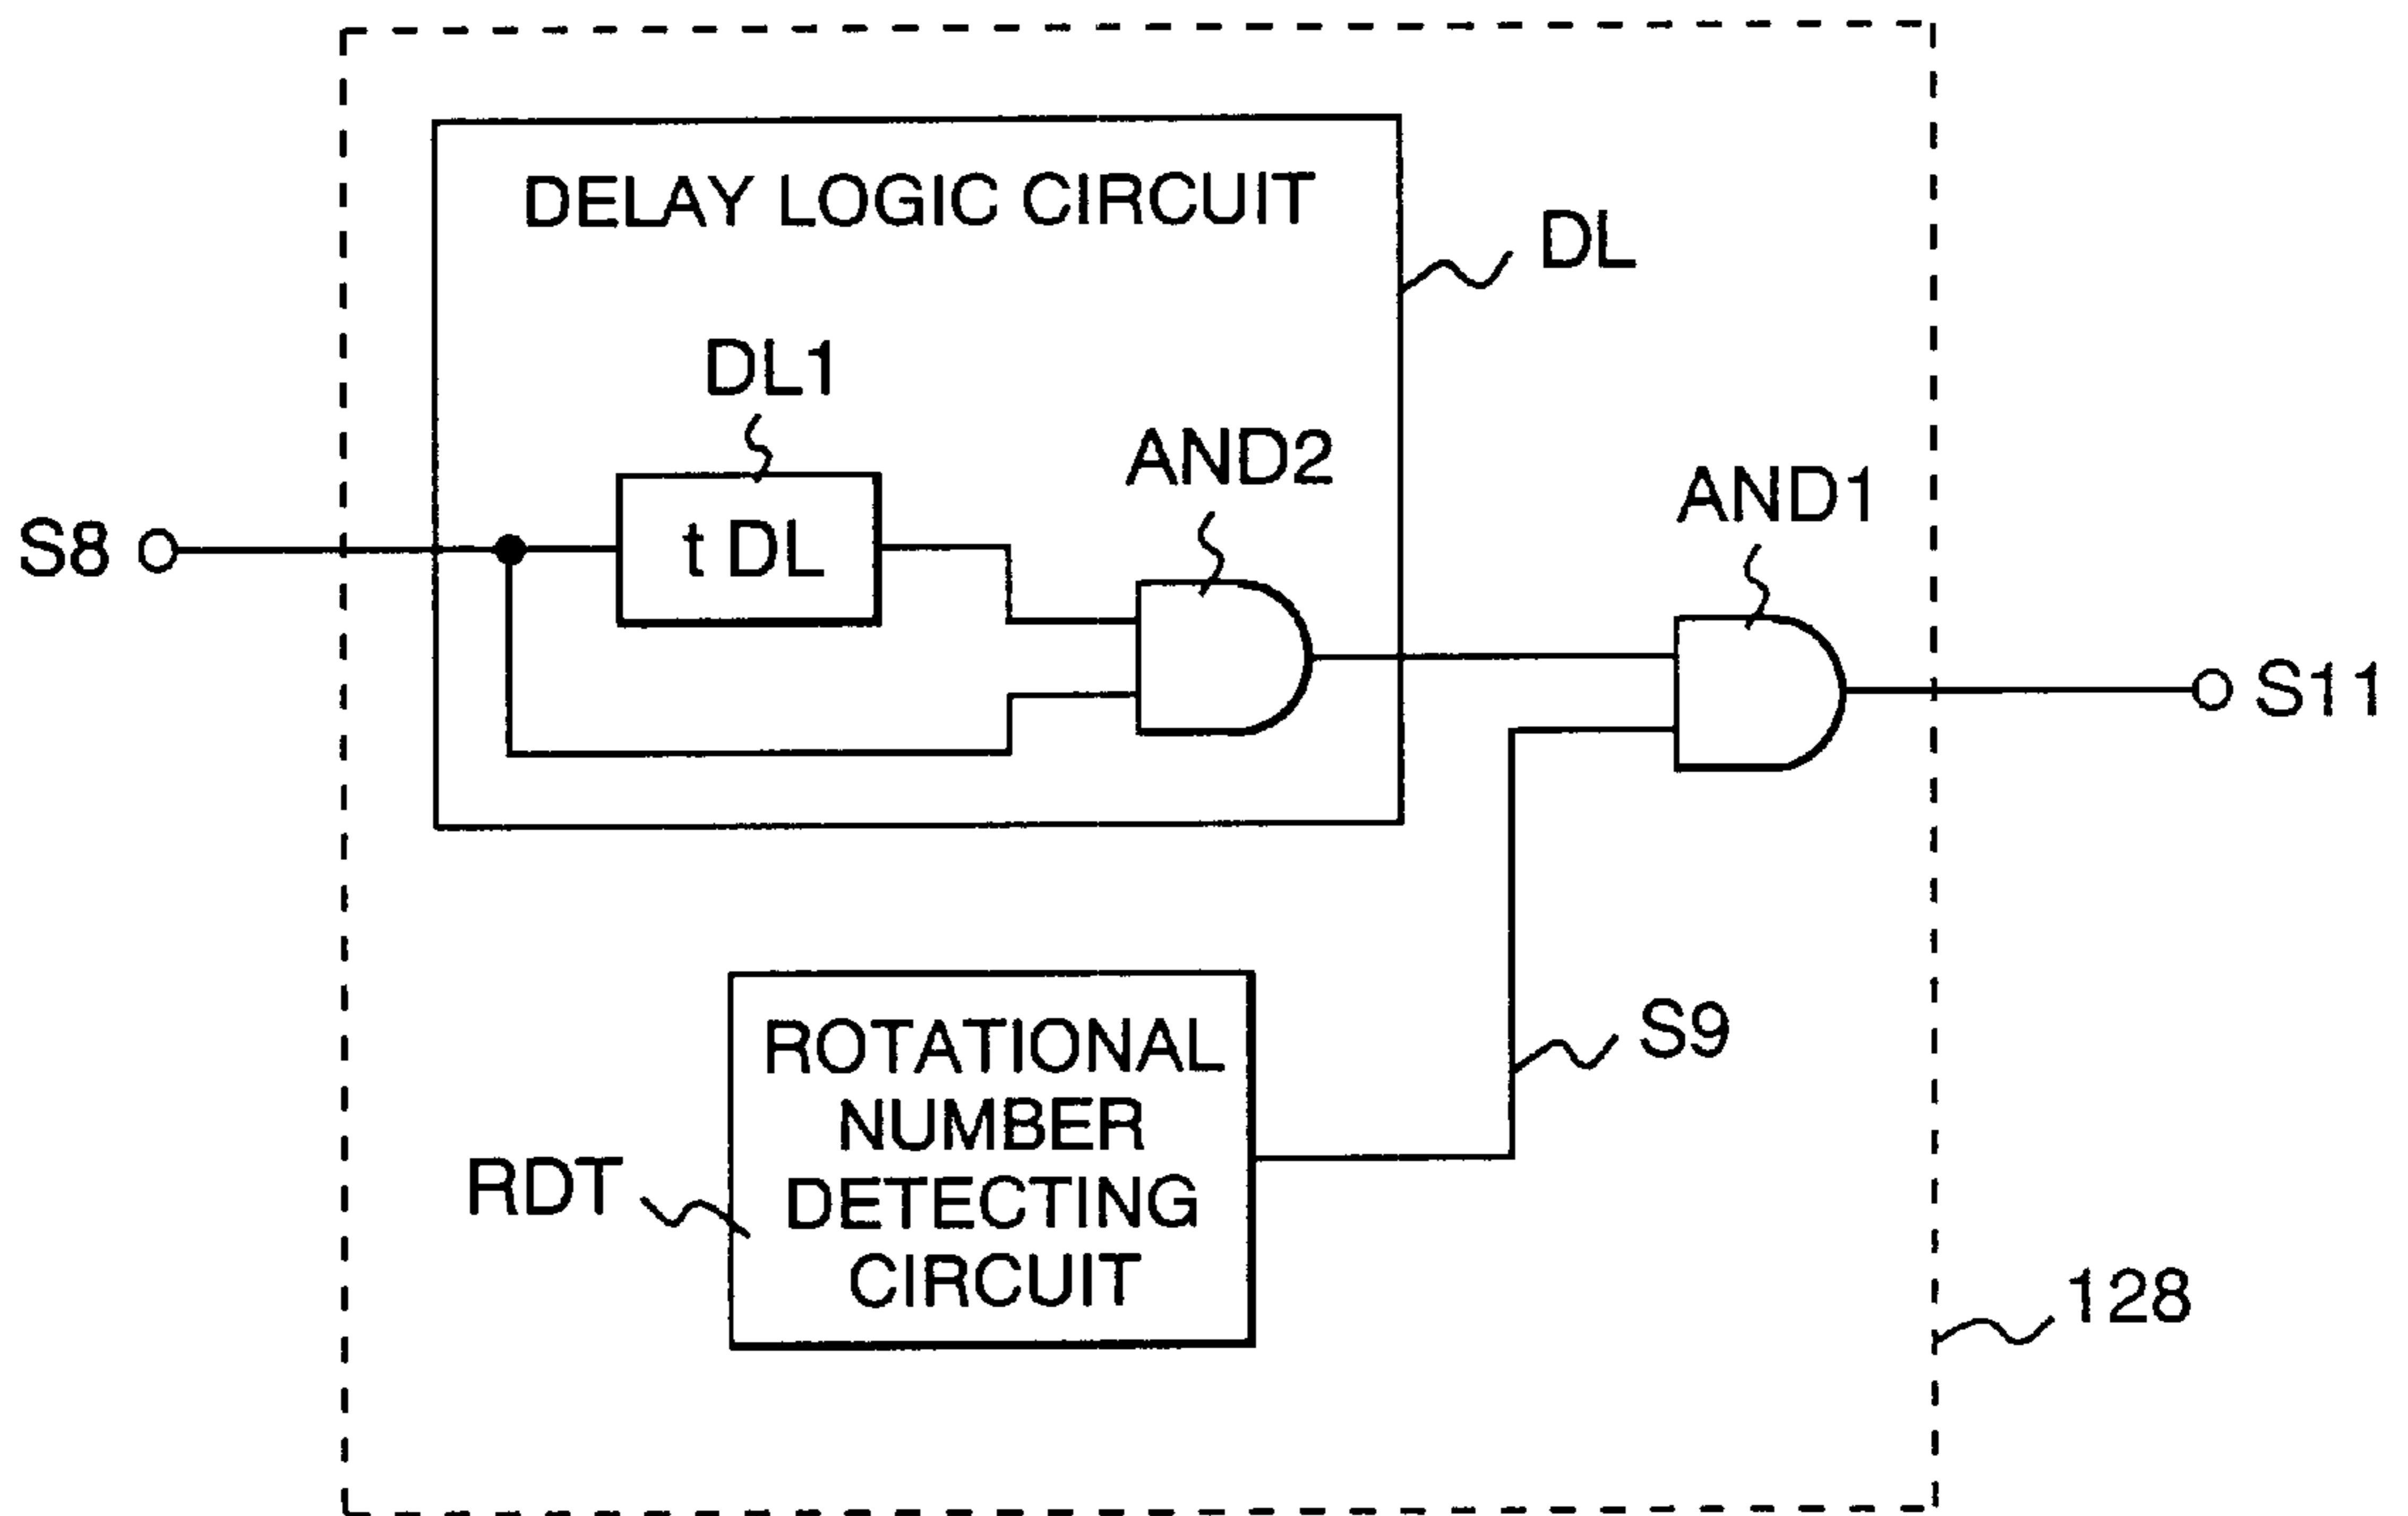 DELAY LOGIC CIRCUIT
DL
DL1
AND2
AND1
S8
t DL
S11
S9
ROTATIONAL
NUMBER
DETECTING
CIRCUIT
RDT
128